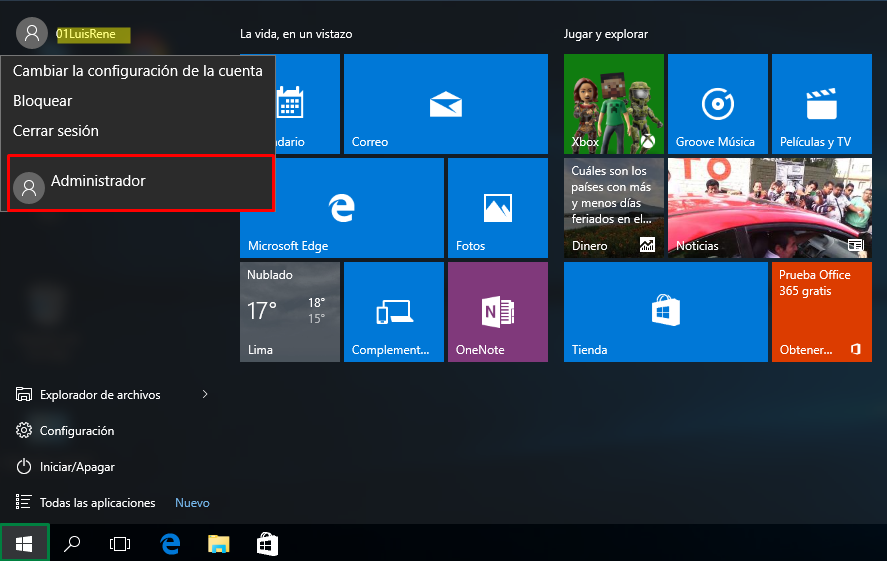 01LuisRene
Cambiar la configuración de la cuenta
Bloquear
Cerrar sesión
Administrador
La vida, en un vistazo
Jugar y explorar
ndario
Correo
Xbox
Groove Música
Películas y TV
Microsoft Edge
Fotos
Cuáles son los
países con más
y menos días
feriados en el...
Dinero
Noticias
Nublado
17°
18°
15°
Lima
Complement...
N
OneNote
Tienda
Prueba Office
365 gratis
Obtener...
Explorador de archivos
Configuración
Iniciar/Apagar
Todas las aplicaciones
Nuevo